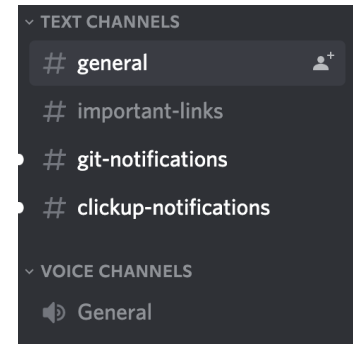 TEXT CHANNELS
# general
# important-links
# git-notifications
# clickup-notifications
VOICE CHANNELS
General